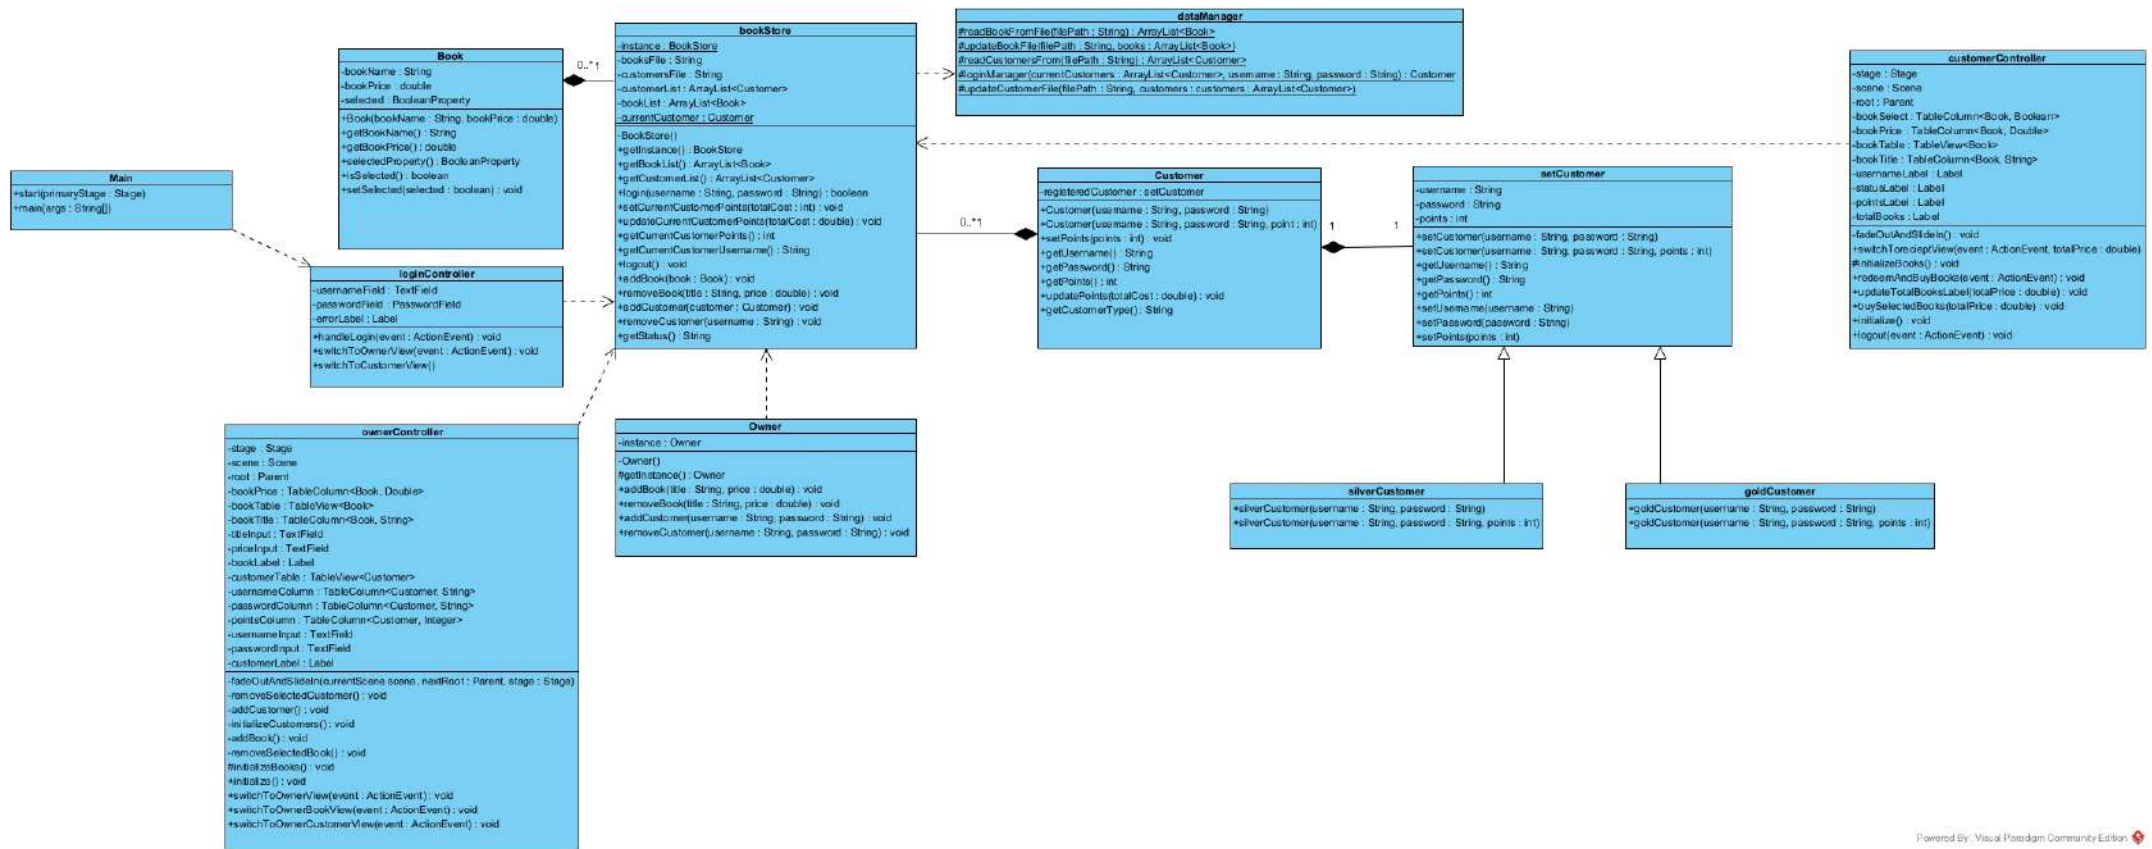 Main
+start(primaryStage : Stage)
+main(args : String[])
Book
-bookName : String
-bookPrice : double
-selected : BooleanProperty
+Book(bookName : String, bookPrice : double)
+getBookName() : String
+getBookPrice() : double
+selectedProperty() : BooleanProperty
+isSelected() : boolean
+setSelected(selected : boolean) : void
0..*1
loginController
-usernameField : TextField
-passwordField : PasswordField
-errorLabel : Label
+handleLogin(event : ActionEvent) : void
+switchToOwnerView(event : ActionEvent) : void
+switchToCustomerView()
ownerController
-stage : Stage
-scene : Scene
-root : Parent
-bookPrice : TableColumn<Book, Double>
-bookTable : TableView<Book>
-bookTitle : TableColumn<Book, String>
-titleInput : TextField
-priceInput : TextField
-bookLabel : Label
-customerTable : TableView<Customer>
-usernameColumn : TableColumn<Customer, String>
-passwordColumn : TableColumn<Customer, String>
-pointsColumn : TableColumn<Customer, Integer>
-usernameInput : TextField
-passwordInput : TextField
-customerLabel : Label
-fadeOutAndSlideIn(currentScene scene, nextRoot : Parent, stage : Stage)
-removeSelectedCustomer() : void
-addCustomer() : void
-initializeCustomers() : void
-addBook() : void
-removeSelectedBook() : void
#initializeBooks() : void
+initialize() : void
+switchToOwnerView(event : ActionEvent) : void
+switchToOwnerBookView(event : ActionEvent) : void
+switchToOwnerCustomerView(event : ActionEvent) : void
bookStore
-instance : BookStore
-booksFile : String
-customersFile : String
-customerList : ArrayList<Customer>
-bookList : ArrayList<Book>
-currentCustomer : Customer
-BookStore()
+getInstance() : BookStore
+getBookList() : ArrayList<Book>
+getCustomerList() : ArrayList<Customer>
+login(username : String, password : String) : boolean
+setCurrentCustomerPoints(totalCost : int) : void
+updateCurrentCustomerPoints(totalCost : double) : void
+getCurrentCustomerPoints() : int
+getCurrentCustomerUsername() : String
+logout() : void
+addBook(book : Book) : void
+removeBook(title : String, price : double) : void
+addCustomer(customer : Customer) : void
+removeCustomer(username : String) : void
+getStatus() : String
Owner
-instance : Owner
-Owner()
#getInstance() : Owner
+addBook(title : String, price : double) : void
+removeBook(title : String, price : double) : void
+addCustomer(username : String, password : String) : void
+removeCustomer(username : String, password : String) : void
dataManager
#readBookFromFile(filePath : String) : ArrayList<Book>
#updateBookFile(filePath : String, books : ArrayList<Book>)
#readCustomersFrom(filePath : String) : ArrayList<Customer>
#loginManager(currentCustomers : ArrayList<Customer>, username : String, password : String) : Customer
#updateCustomerFile(filePath : String, customers : customers : ArrayList<Customer>)
0..*1
Customer
-registeredCustomer : setCustomer
+Customer(username : String, password : String)
+Customer(username : String, password : String, point : int)
+setPoints(points : int) : void
+getUsername() : String
+getPassword() : String
+getPoints() : int
+updatePoints(totalCost : double) : void
+getCustomerType() : String
1
1
setCustomer
-username : String
-password : String
-points : int
+setCustomer(username : String, password : String)
+setCustomer(username : String, password : String, points : int)
+getUsername() : String
+getPassword() : String
+getPoints() : int
+setUsername(username : String)
+setPassword(password : String)
+setPoints(points : int)
silverCustomer
+silverCustomer(username : String, password : String)
+silverCustomer(username : String, password : String, points : int)
goldCustomer
+goldCustomer(username : String, password : String)
+goldCustomer(username : String, password : String, points : int)
customerController
-stage : Stage
-scene : Scene
-root : Parent
-bookSelect : TableColumn<Book, Boolean>
-bookPrice : TableColumn<Book, Double>
-bookTable : TableView<Book>
-bookTitle : TableColumn<Book, String>
-usernameLabel : Label
-statusLabel : Label
-pointsLabel : Label
-totalBooks : Label
-fadeOutAndSlideIn() : void
+switchTorecieptView(event : ActionEvent, totalPrice : double)
#initializeBooks() : void
+redeemAndBuyBooks(event : ActionEvent) : void
+updateTotalBooksLabel(totalPrice : double) : void
+buySelectedBooks(totalPrice : double) : void
+initialize() : void
+logout(event : ActionEvent) : void
Powered By: Visual Paradigm Community Edition